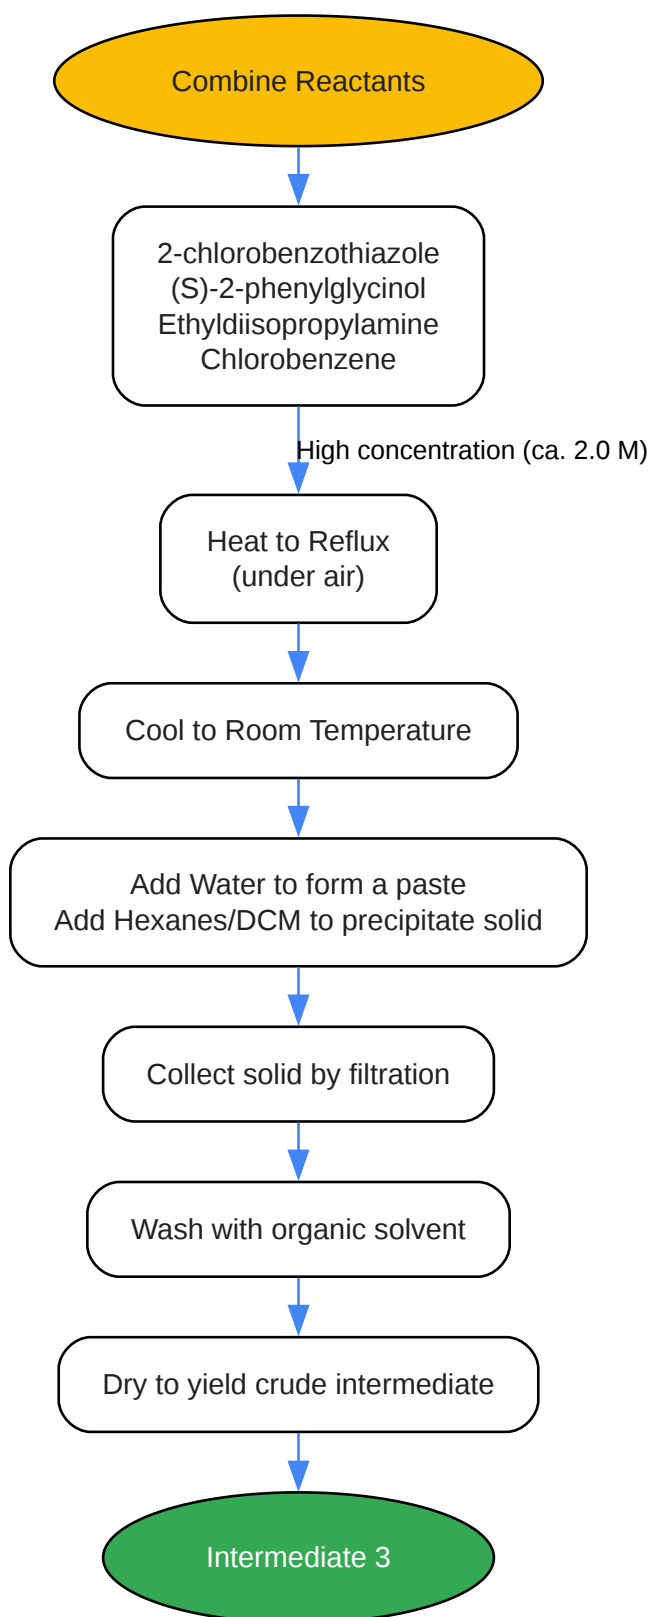 Combine Reactants
2-chlorobenzothiazole
(S)-2-phenylglycinol
Ethyldiisopropylamine
Chlorobenzene
High concentration (ca. 2.0 M)
Heat to Reflux
(under air)
Cool to Room Temperature
Add Water to form a paste
Add Hexanes/DCM to precipitate solid
Collect solid by filtration
Wash with organic solvent
Dry to yield crude intermediate
Intermediate 3